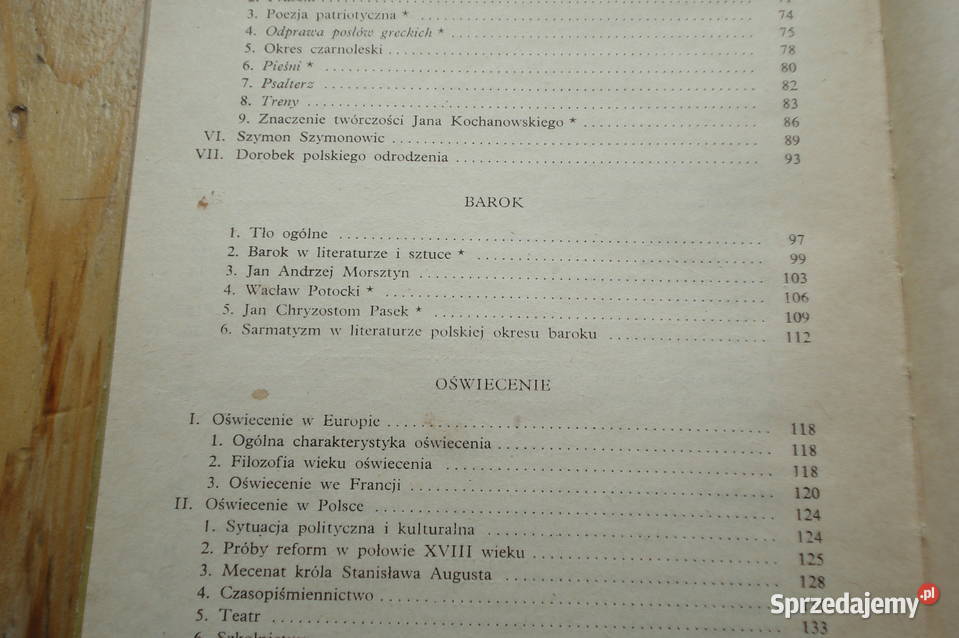 3. Poezja patriotyczna * 74
4. Odprawa posłów greckich * 75
5. Okres czarnoleski 78
6. Pieśni * 80
7. Psałterz 82
8. Treny 83
9. Znaczenie twórczości Jana Kochanowskiego * 86
VI. Szymon Szymonowic 89
VII. Dorobek polskiego odrodzenia 93
BAROK
1. Tło ogólne 97
2. Barok w literaturze i sztuce * 99
3. Jan Andrzej Morsztyn 103
4. Wacław Potocki * 106
5. Jan Chryzostom Pasek * 109
6. Sarmatyzm w literaturze polskiej okresu baroku 112
OŚWIECENIE
I. Oświecenie w Europie 118
1. Ogólna charakterystyka oświecenia 118
2. Filozofia wieku oświecenia 118
3. Oświecenie we Francji 120
II. Oświecenie w Polsce 124
1. Sytuacja polityczna i kulturalna 124
2. Próby reform w połowie XVIII wieku 125
3. Mecenat króla Stanisława Augusta 128
4. Czasopiśmiennictwo
5. Teatr 133
Sprzedajemy.pl